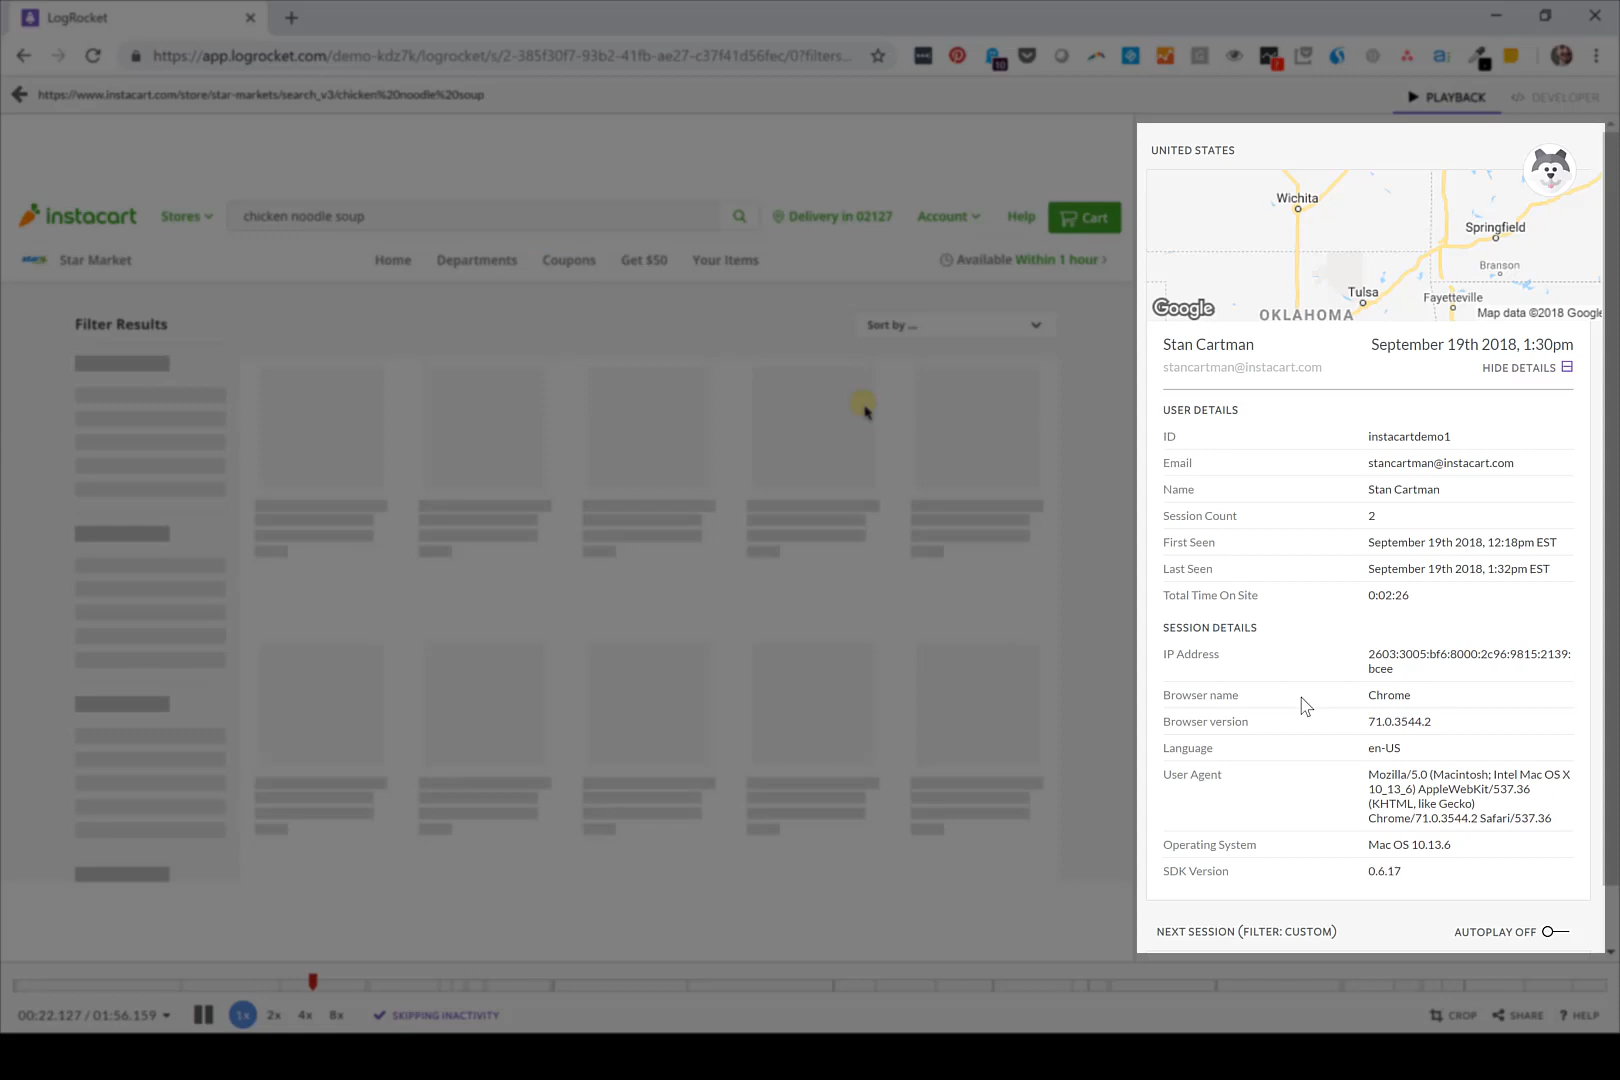 LogRocket
https://app.logrocket.com/demo-kdz7k/logrocket/s/2-385f30f7-93b2-41fb-ae27-c37f41d56fec/0?filters...
10
7
https://www.instacart.com/store/star-markets/search_v3/chicken%20noodle%20soup
PLAYBACK
DEVELOPER
instacart
Stores
chicken noodle soup
Delivery in 02127
Account
Help
Cart
Star Market
Home
Departments
Coupons
Get $50
Your Items
Available Within 1 hour >
Filter Results
Sort by ...
UNITED STATES
Wichita
Springfield
Branson
Tulsa
Fayetteville
Google
OKLAHOMA
Map data ©2018 Google
Stan Cartman
September 19th 2018, 1:30pm
stancartman@instacart.com
HIDE DETAILS
USER DETAILS
ID instacartdemo1
Email stancartman@instacart.com
Name Stan Cartman
Session Count 2
First Seen September 19th 2018, 12:18pm EST
Last Seen September 19th 2018, 1:32pm EST
Total Time On Site 0:02:26
SESSION DETAILS
IP Address 2603:3005:bf6:8000:2c96:9815:2139:
bcee
Browser name Chrome
Browser version 71.0.3544.2
Language en-US
User Agent Mozilla/5.0 (Macintosh; Intel Mac OS X
10_13_6) AppleWebKit/537.36
(KHTML, like Gecko)
Chrome/71.0.3544.2 Safari/537.36
Operating System Mac OS 10.13.6
SDK Version 0.6.17
NEXT SESSION (FILTER: CUSTOM)
AUTOPLAY OFF
00:22.127 / 01:56.159
1x
2x
4x
8x
SKIPPING INACTIVITY
CROP
SHARE
? HELP